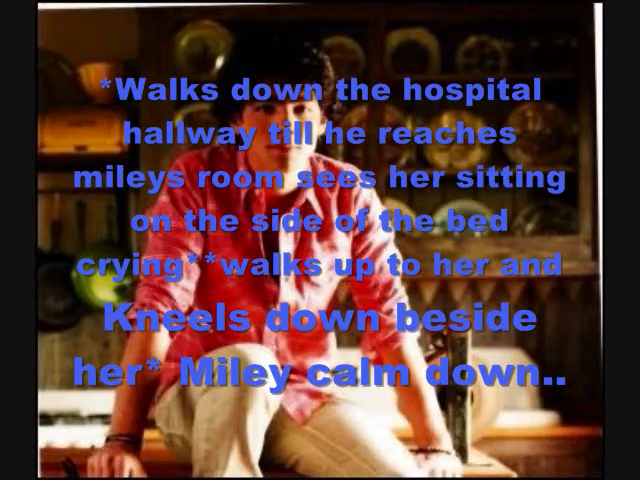 *Walks down the hospital
hallway till he reaches
mileys room sees her sitting
on the side of the bed
crying**walks up to her and
Kneels down beside
her* Miley calm down..